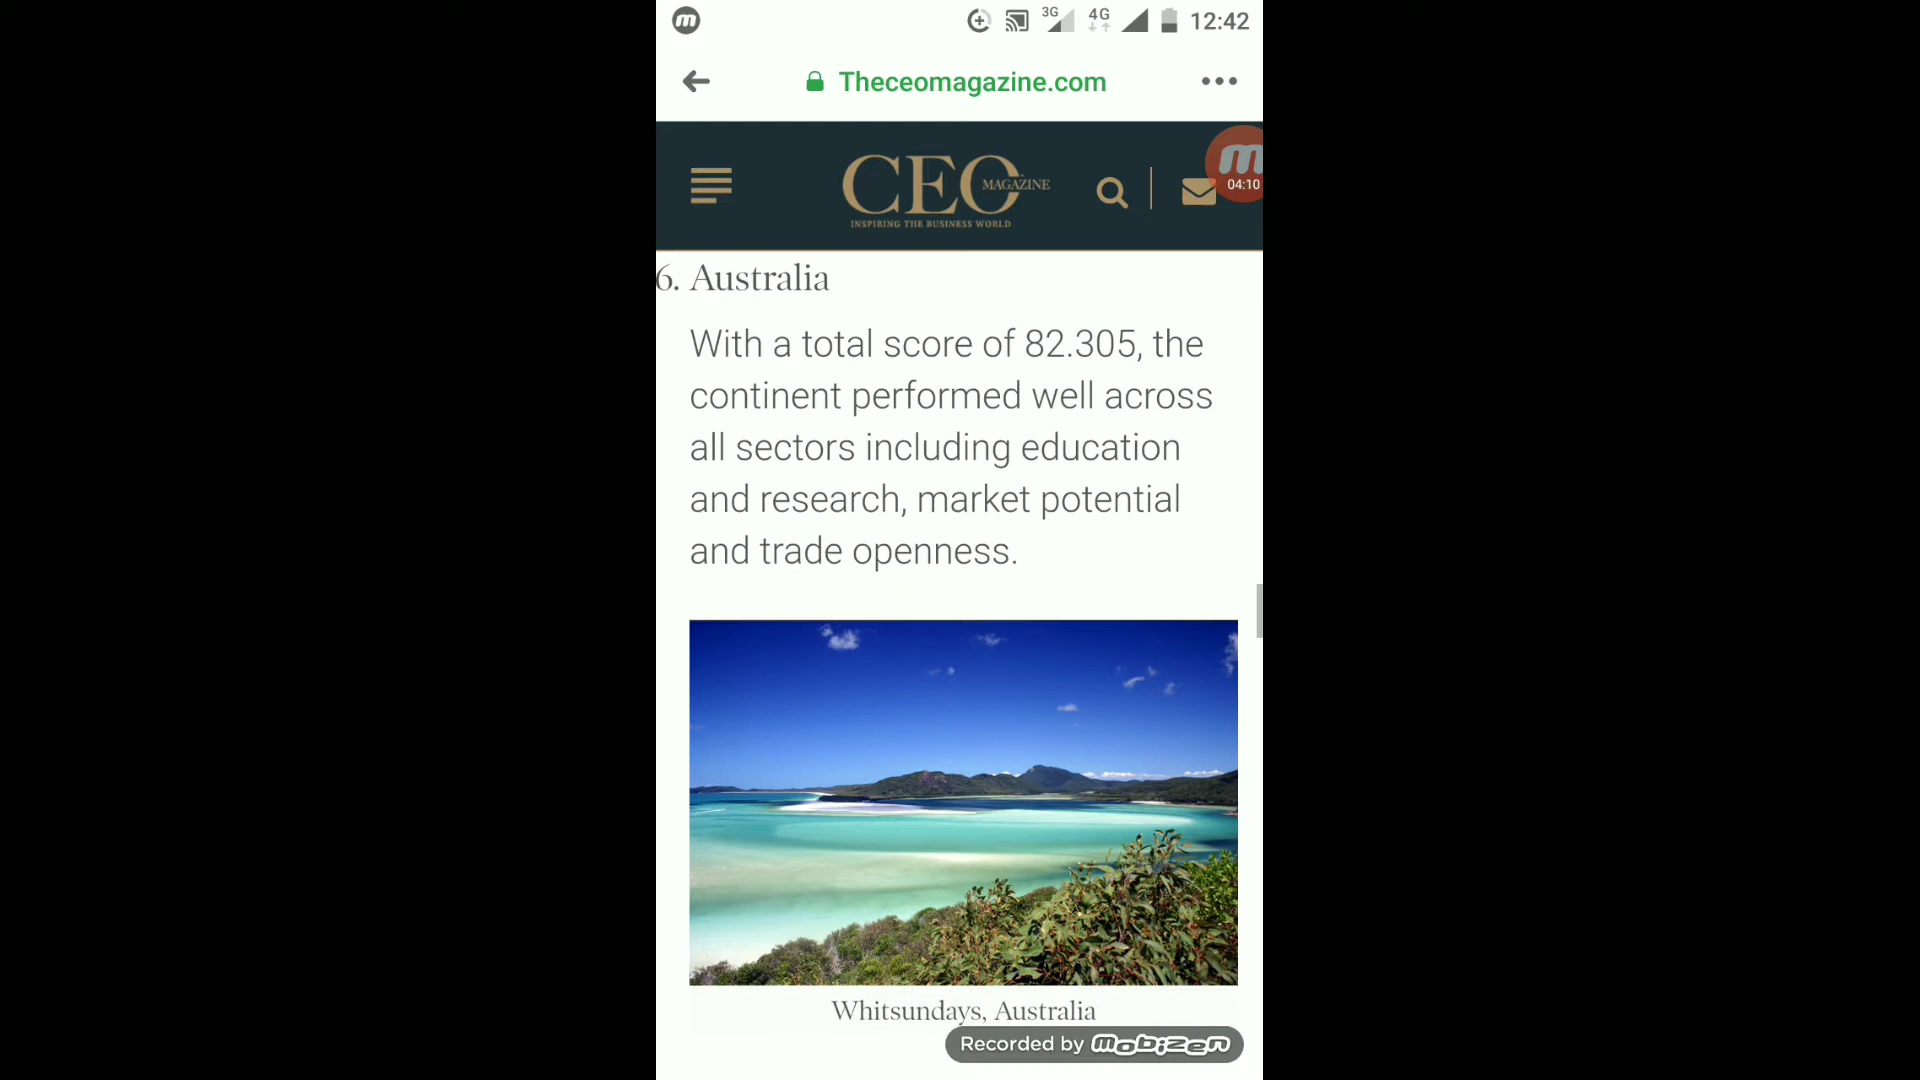 m
3G
4G
12:42
Theceomagazine.com
CEO
MAGAZINE
INSPIRING THE BUSINESS WORLD
m
04:10
6. Australia
With a total score of 82.305, the
continent performed well across
all sectors including education
and research, market potential
and trade openness.
Whitsundays, Australia
Recorded by mobizen